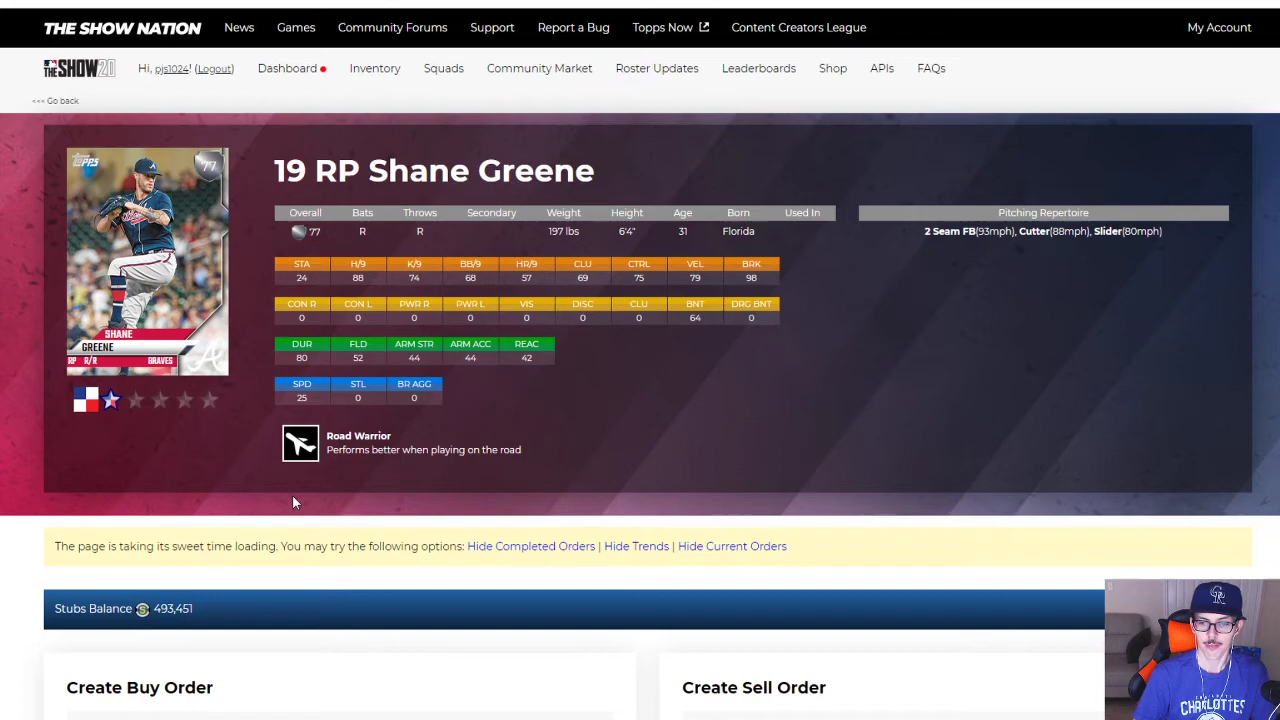 THE SHOW NATION News Games Community Forums Support Report a Bug Topps Now Content Creators League My Account
MLB THE SHOW 20 Hi, pjs1024! (Logout) Dashboard Inventory Squads Community Market Roster Updates Leaderboards Shop APIs FAQs
<<< Go back
19 RP Shane Greene
TOPPS 77
SHANE
GREENE
RP R/R BRAVES
Overall Bats Throws Secondary Weight Height Age Born Used In
77 R R 197 lbs 6'4" 31 Florida
Pitching Repertoire
2 Seam FB(93mph), Cutter(88mph), Slider(80mph)
STA H/9 K/9 BB/9 HR/9 CLU CTRL VEL BRK
24 88 74 68 57 69 75 79 98
CON R CON L PWR R PWR L VIS DISC CLU BNT DRG BNT
0 0 0 0 0 0 0 64 0
DUR FLD ARM STR ARM ACC REAC
80 52 44 44 42
SPD STL BR AGG
25 0 0
Road Warrior
Performs better when playing on the road
The page is taking its sweet time loading. You may try the following options: Hide Completed Orders | Hide Trends | Hide Current Orders
Stubs Balance 493,451
Create Buy Order
Create Sell Order
CR
CHARLOTTES